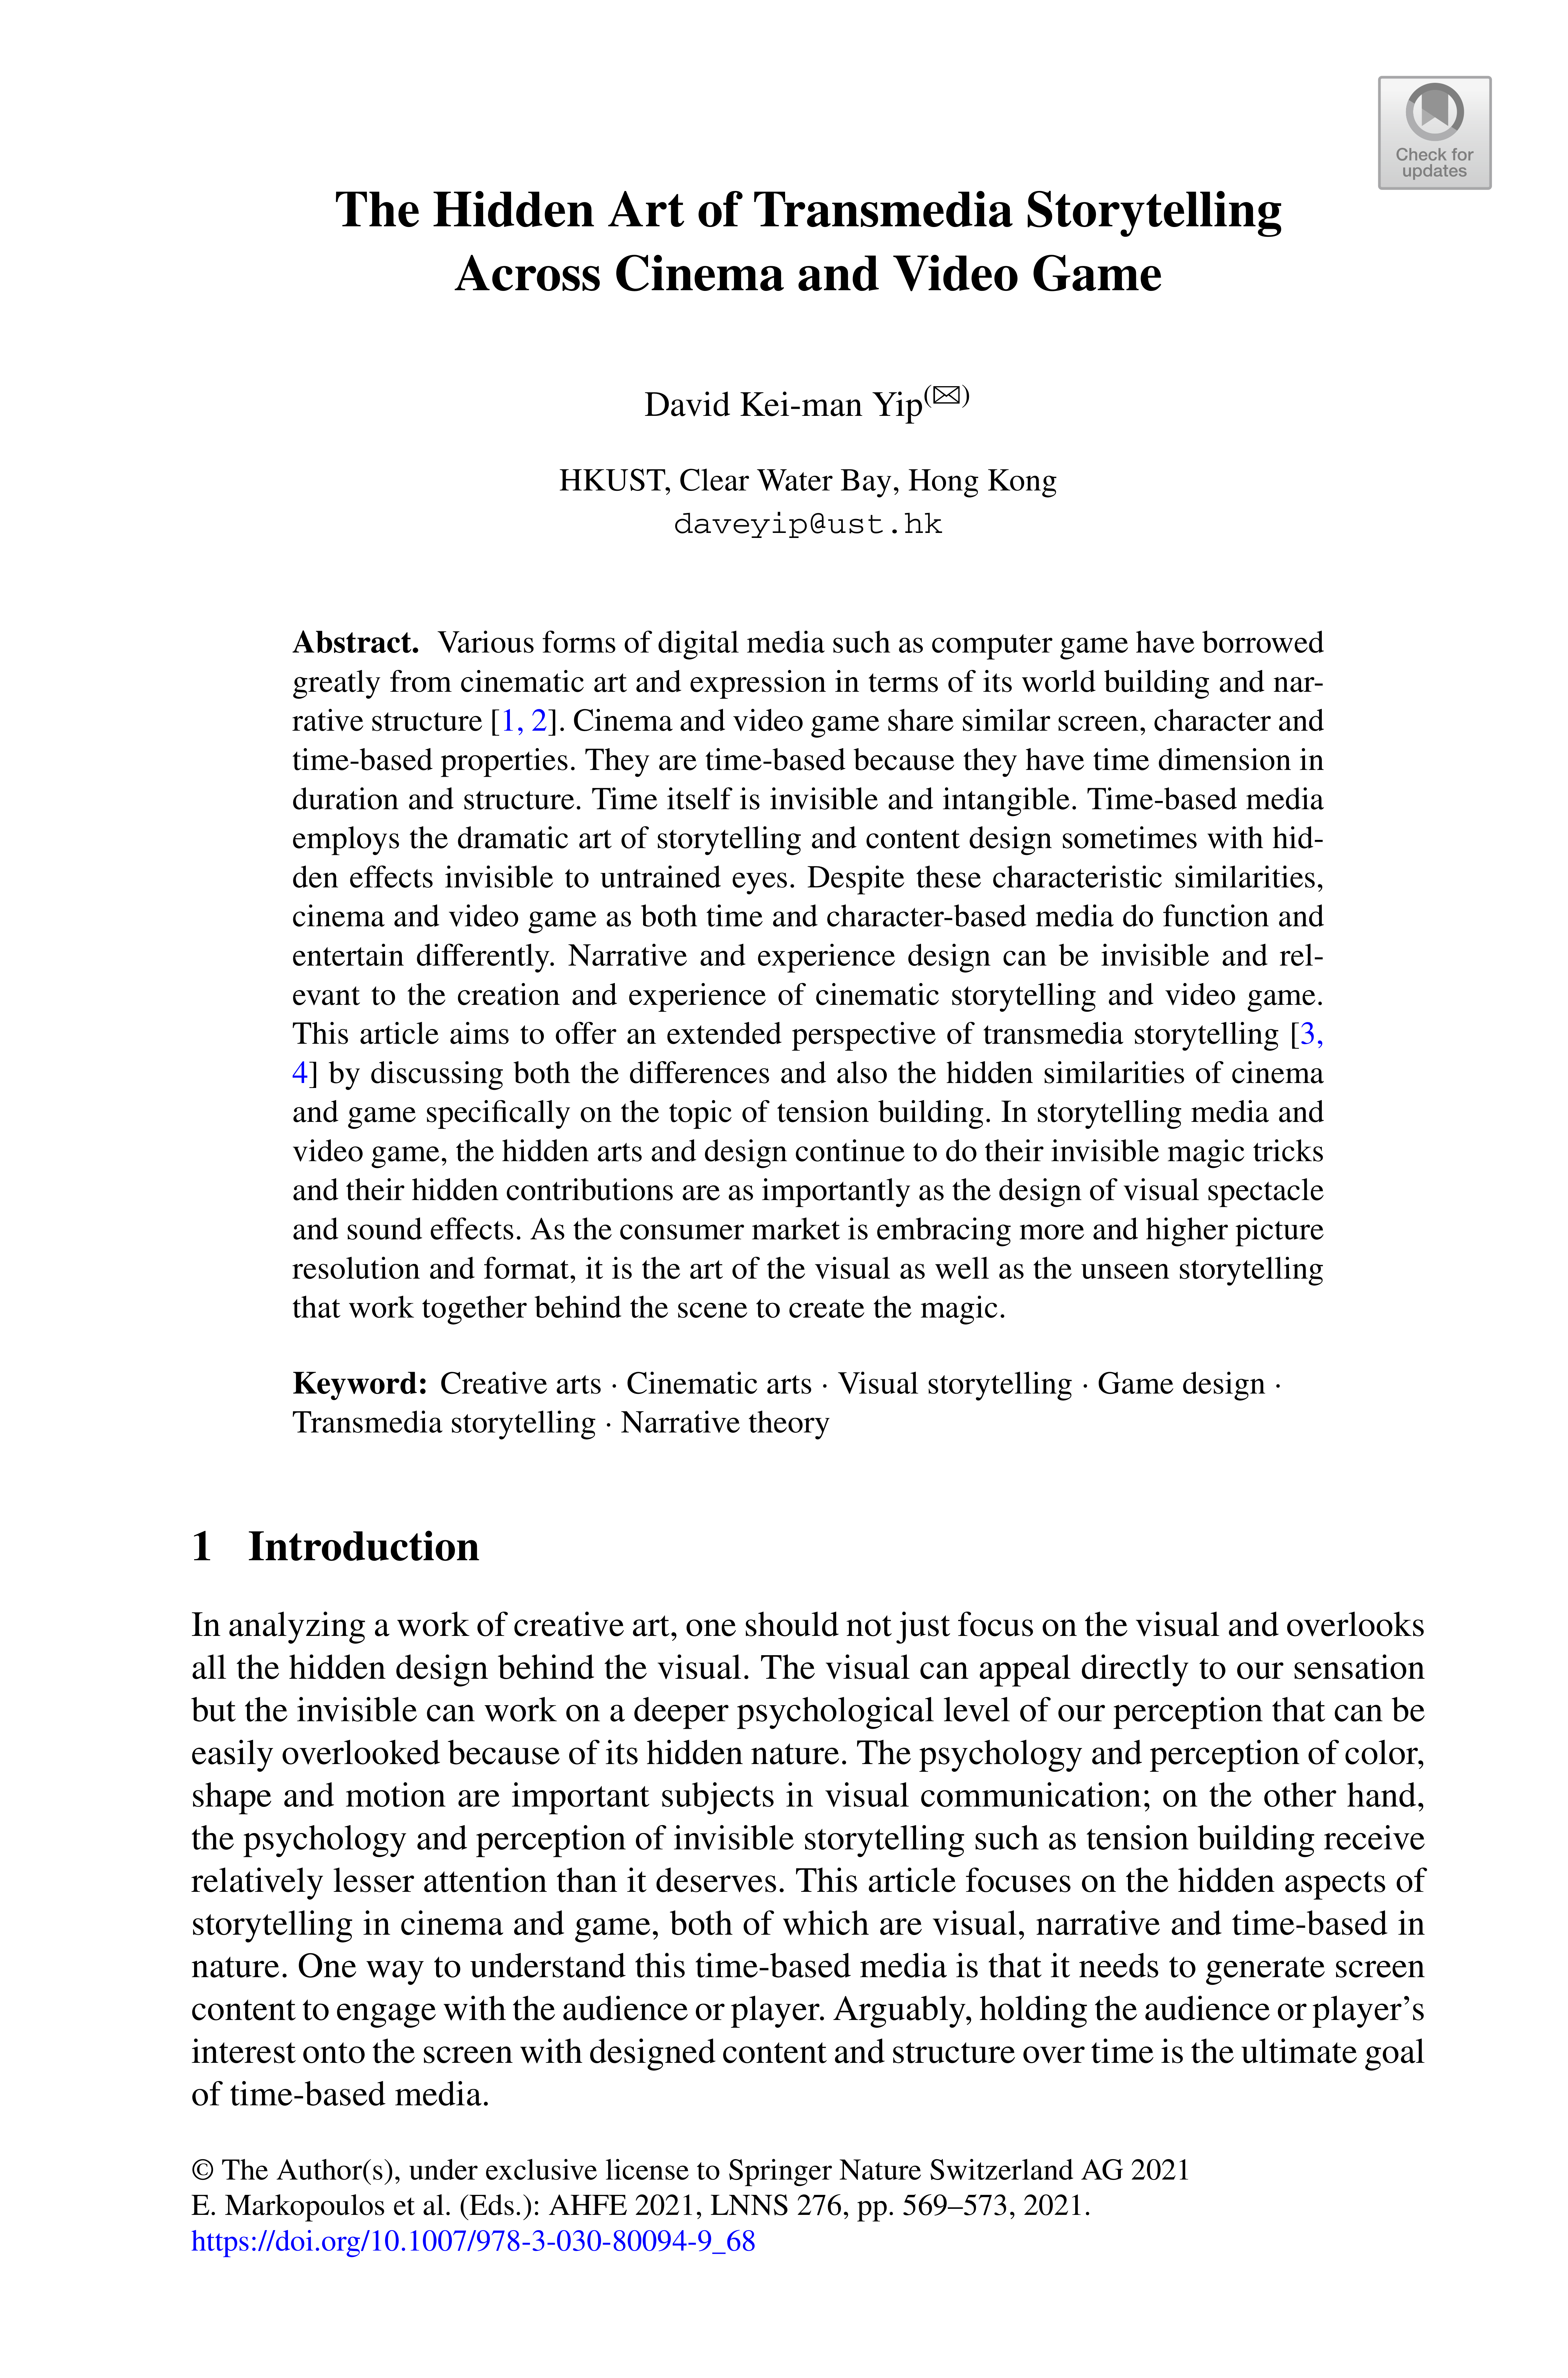 Check for
updates
The Hidden Art of Transmedia Storytelling
Across Cinema and Video Game
David Kei-man Yip(✉)
HKUST, Clear Water Bay, Hong Kong
daveyip@ust.hk
Abstract. Various forms of digital media such as computer game have borrowed
greatly from cinematic art and expression in terms of its world building and nar-
rative structure [1, 2]. Cinema and video game share similar screen, character and
time-based properties. They are time-based because they have time dimension in
duration and structure. Time itself is invisible and intangible. Time-based media
employs the dramatic art of storytelling and content design sometimes with hid-
den effects invisible to untrained eyes. Despite these characteristic similarities,
cinema and video game as both time and character-based media do function and
entertain differently. Narrative and experience design can be invisible and rel-
evant to the creation and experience of cinematic storytelling and video game.
This article aims to offer an extended perspective of transmedia storytelling [3,
4] by discussing both the differences and also the hidden similarities of cinema
and game specifically on the topic of tension building. In storytelling media and
video game, the hidden arts and design continue to do their invisible magic tricks
and their hidden contributions are as importantly as the design of visual spectacle
and sound effects. As the consumer market is embracing more and higher picture
resolution and format, it is the art of the visual as well as the unseen storytelling
that work together behind the scene to create the magic.
Keyword: Creative arts · Cinematic arts · Visual storytelling · Game design ·
Transmedia storytelling · Narrative theory
1 Introduction
In analyzing a work of creative art, one should not just focus on the visual and overlooks
all the hidden design behind the visual. The visual can appeal directly to our sensation
but the invisible can work on a deeper psychological level of our perception that can be
easily overlooked because of its hidden nature. The psychology and perception of color,
shape and motion are important subjects in visual communication; on the other hand,
the psychology and perception of invisible storytelling such as tension building receive
relatively lesser attention than it deserves. This article focuses on the hidden aspects of
storytelling in cinema and game, both of which are visual, narrative and time-based in
nature. One way to understand this time-based media is that it needs to generate screen
content to engage with the audience or player. Arguably, holding the audience or player's
interest onto the screen with designed content and structure over time is the ultimate goal
of time-based media.
© The Author(s), under exclusive license to Springer Nature Switzerland AG 2021
E. Markopoulos et al. (Eds.): AHFE 2021, LNNS 276, pp. 569–573, 2021.
https://doi.org/10.1007/978-3-030-80094-9_68